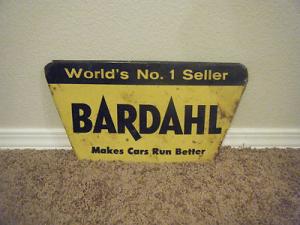 World's No. 1 Seller
BARDAHL
Makes Cars Run Better